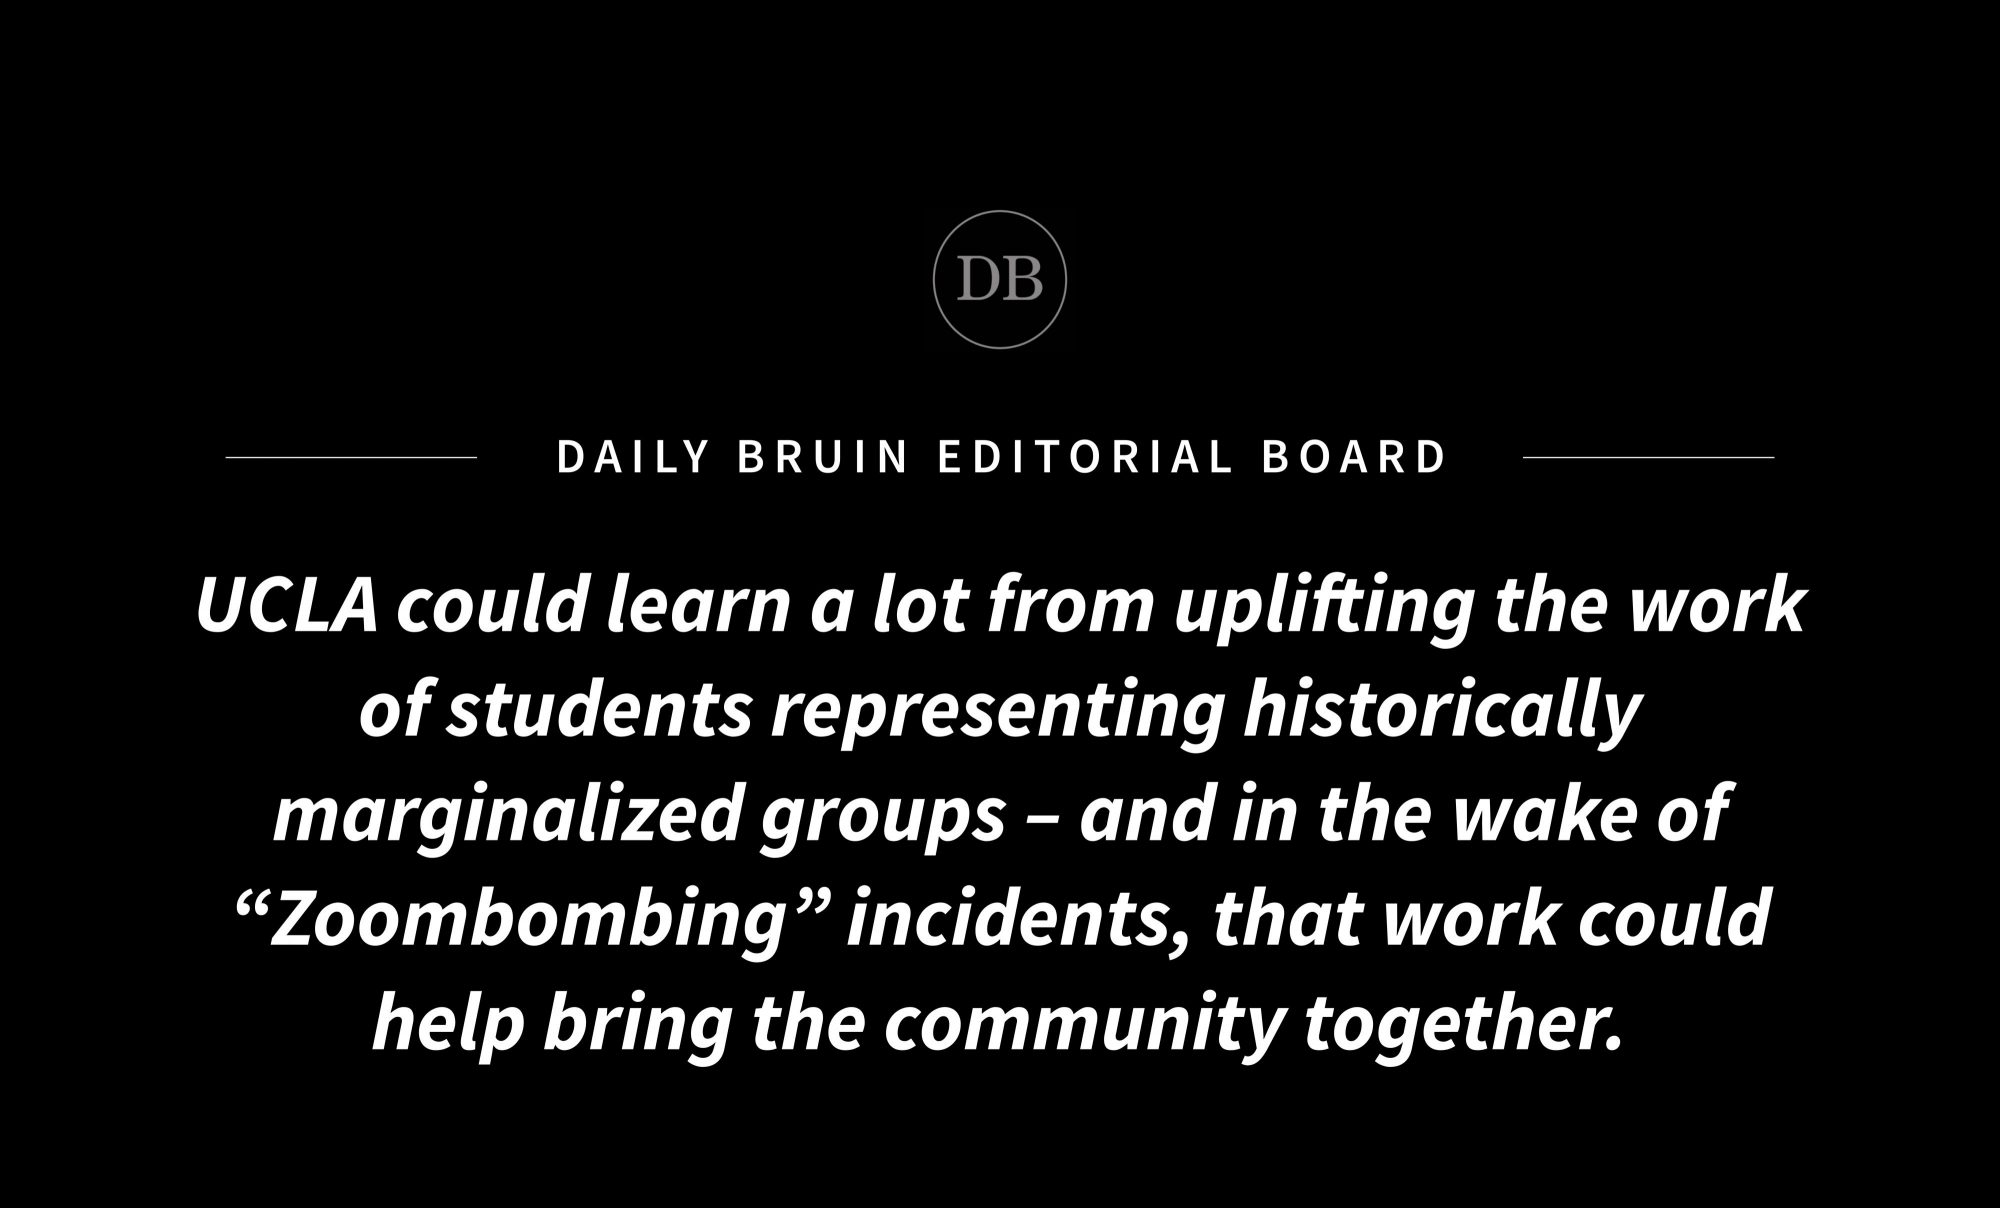 DB
DAILY BRUIN EDITORIAL BOARD
UCLA could learn a lot from uplifting the work
of students representing historically
marginalized groups – and in the wake of
“Zoombombing” incidents, that work could
help bring the community together.